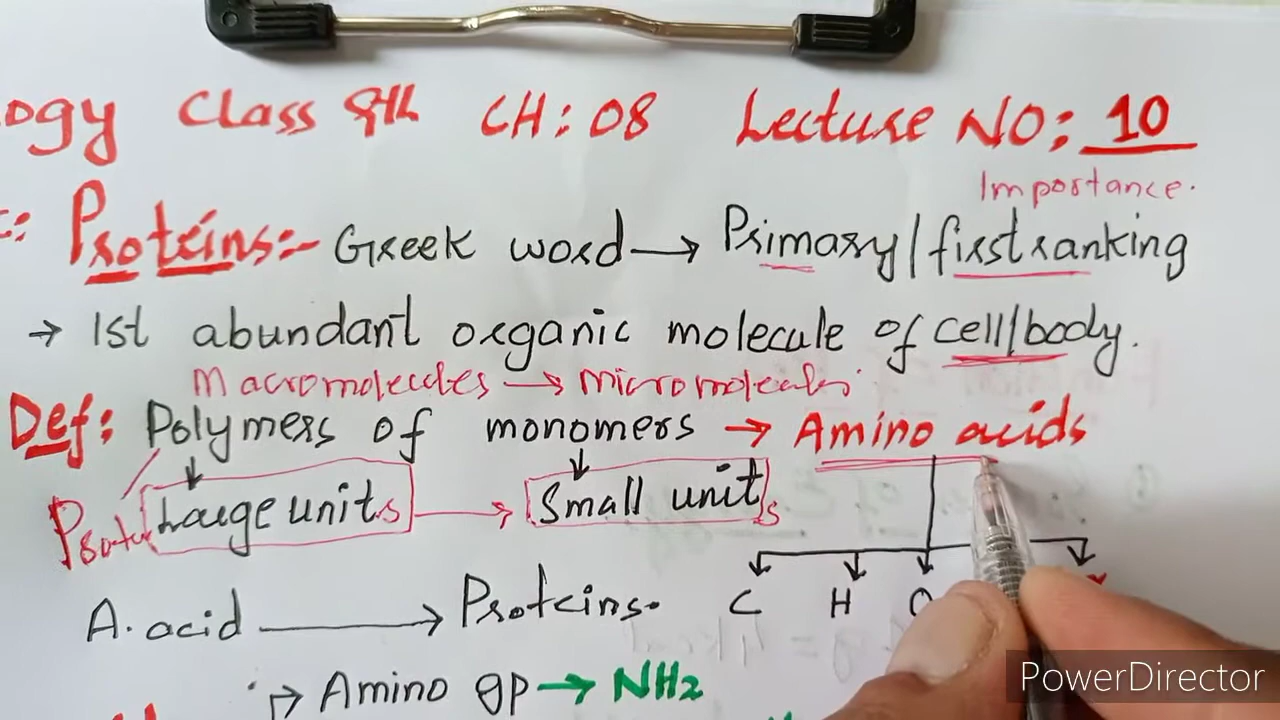 ogy Class 9th CH: 08 Lecture NO: 10
Importance.
Proteins:- Greek word → Primary/first ranking
→ 1st abundant organic molecule of cell/body.
Macromolecules → Micromolecules.
Def: Polymers of monomers → Amino acids
Large units → Small units
A. acid → Proteins.
C H O
Amino gp → NH2
PowerDirector